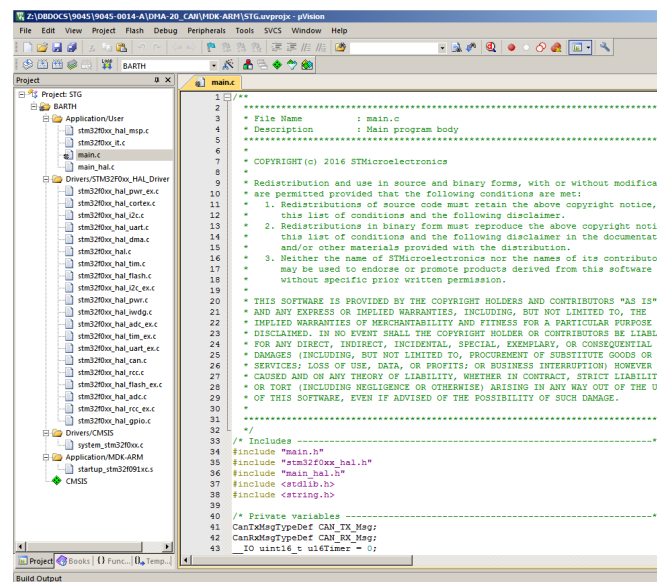 Z:\DBDOCS\9045\9045-0014-A\DMA-20_CAN\MDK-ARM\STG.uvprojx - µVision
File Edit View Project Flash Debug Peripherals Tools SVCS Window Help
BARTH
Project
Project: STG
BARTH
Application/User
stm32f0xx_hal_msp.c
stm32f0xx_it.c
main.c
main_hal.c
Drivers/STM32F0xx_HAL_Driver
stm32f0xx_hal_pwr_ex.c
stm32f0xx_hal_cortex.c
stm32f0xx_hal_i2c.c
stm32f0xx_hal_uart.c
stm32f0xx_hal_dma.c
stm32f0xx_hal.c
stm32f0xx_hal_tim.c
stm32f0xx_hal_flash.c
stm32f0xx_hal_i2c_ex.c
stm32f0xx_hal_pwr.c
stm32f0xx_hal_iwdg.c
stm32f0xx_hal_adc_ex.c
stm32f0xx_hal_tim_ex.c
stm32f0xx_hal_uart_ex.c
stm32f0xx_hal_can.c
stm32f0xx_hal_rcc.c
stm32f0xx_hal_flash_ex.c
stm32f0xx_hal_adc.c
stm32f0xx_hal_rcc_ex.c
stm32f0xx_hal_gpio.c
Drivers/CMSIS
system_stm32f0xx.c
Application/MDK-ARM
startup_stm32f091xc.s
CMSIS
Project Books {} Func... 0 Temp...
Build Output
main.c
1 /**
2 ******************************************************************************
3 * File Name : main.c
4 * Description : Main program body
5 ******************************************************************************
6 *
7 * COPYRIGHT(c) 2016 STMicroelectronics
8 *
9 * Redistribution and use in source and binary forms, with or without modifica
10 * are permitted provided that the following conditions are met:
11 * 1. Redistributions of source code must retain the above copyright notice,
12 * this list of conditions and the following disclaimer.
13 * 2. Redistributions in binary form must reproduce the above copyright noti
14 * this list of conditions and the following disclaimer in the documentat
15 * and/or other materials provided with the distribution.
16 * 3. Neither the name of STMicroelectronics nor the names of its contributo
17 * may be used to endorse or promote products derived from this software
18 * without specific prior written permission.
19 *
20 * THIS SOFTWARE IS PROVIDED BY THE COPYRIGHT HOLDERS AND CONTRIBUTORS "AS IS"
21 * AND ANY EXPRESS OR IMPLIED WARRANTIES, INCLUDING, BUT NOT LIMITED TO, THE
22 * IMPLIED WARRANTIES OF MERCHANTABILITY AND FITNESS FOR A PARTICULAR PURPOSE
23 * DISCLAIMED. IN NO EVENT SHALL THE COPYRIGHT HOLDER OR CONTRIBUTORS BE LIABL
24 * FOR ANY DIRECT, INDIRECT, INCIDENTAL, SPECIAL, EXEMPLARY, OR CONSEQUENTIAL
25 * DAMAGES (INCLUDING, BUT NOT LIMITED TO, PROCUREMENT OF SUBSTITUTE GOODS OR
26 * SERVICES; LOSS OF USE, DATA, OR PROFITS; OR BUSINESS INTERRUPTION) HOWEVER
27 * CAUSED AND ON ANY THEORY OF LIABILITY, WHETHER IN CONTRACT, STRICT LIABILIT
28 * OR TORT (INCLUDING NEGLIGENCE OR OTHERWISE) ARISING IN ANY WAY OUT OF THE U
29 * OF THIS SOFTWARE, EVEN IF ADVISED OF THE POSSIBILITY OF SUCH DAMAGE.
30 *
31 ******************************************************************************
32 */
33 /* Includes ------------------------------------------------------------------*
34 #include "main.h"
35 #include "stm32f0xx_hal.h"
36 #include "main_hal.h"
37 #include <stdlib.h>
38 #include <string.h>
39
40 /* Private variables ---------------------------------------------------------*
41 CanTxMsgTypeDef CAN_TX_Msg;
42 CanRxMsgTypeDef CAN_RX_Msg;
43 __IO uint16_t u16Timer = 0;